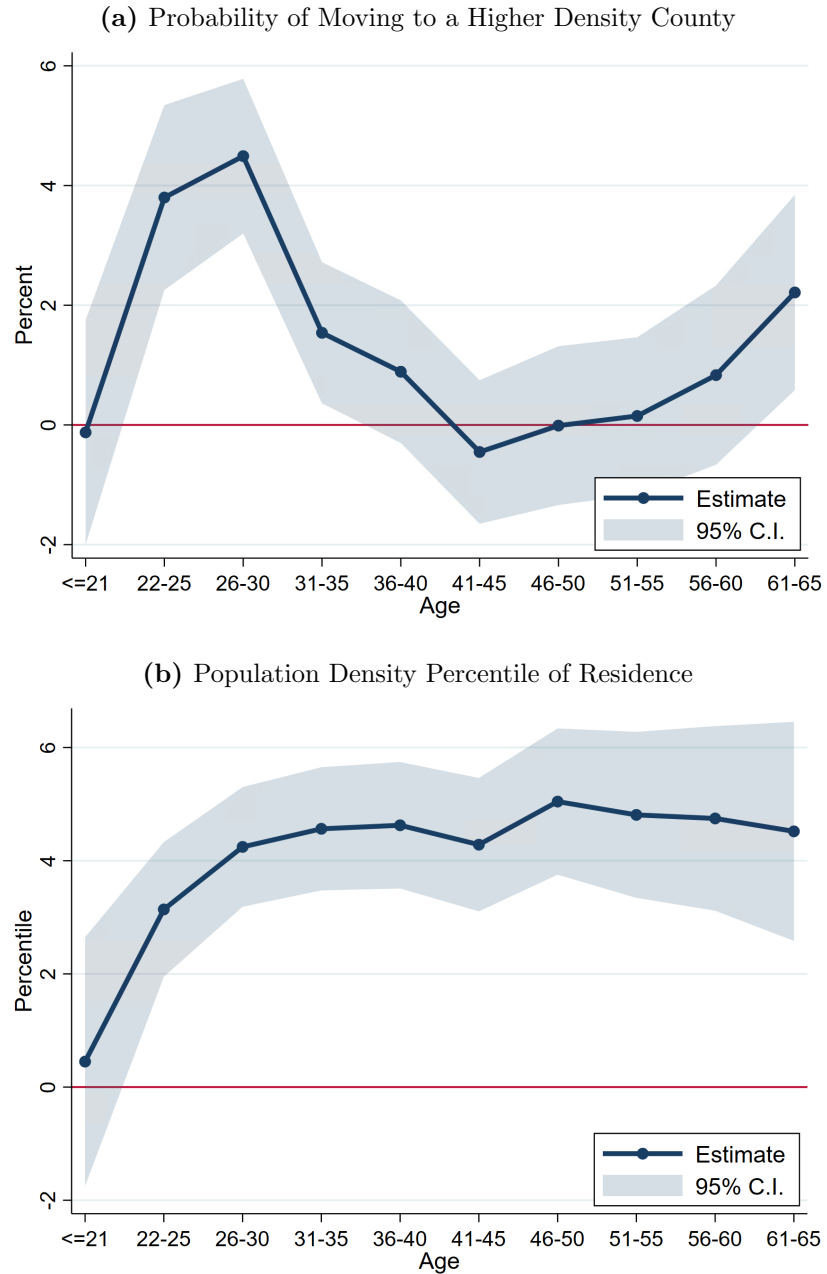 (a) Probability of Moving to a Higher Density County
6
4
2
0
-2
Percent
Estimate
95% C.I.
<=21 22-25 26-30 31-35 36-40 41-45 46-50 51-55 56-60 61-65
Age
(b) Population Density Percentile of Residence
6
4
2
0
-2
Percentile
Estimate
95% C.I.
<=21 22-25 26-30 31-35 36-40 41-45 46-50 51-55 56-60 61-65
Age